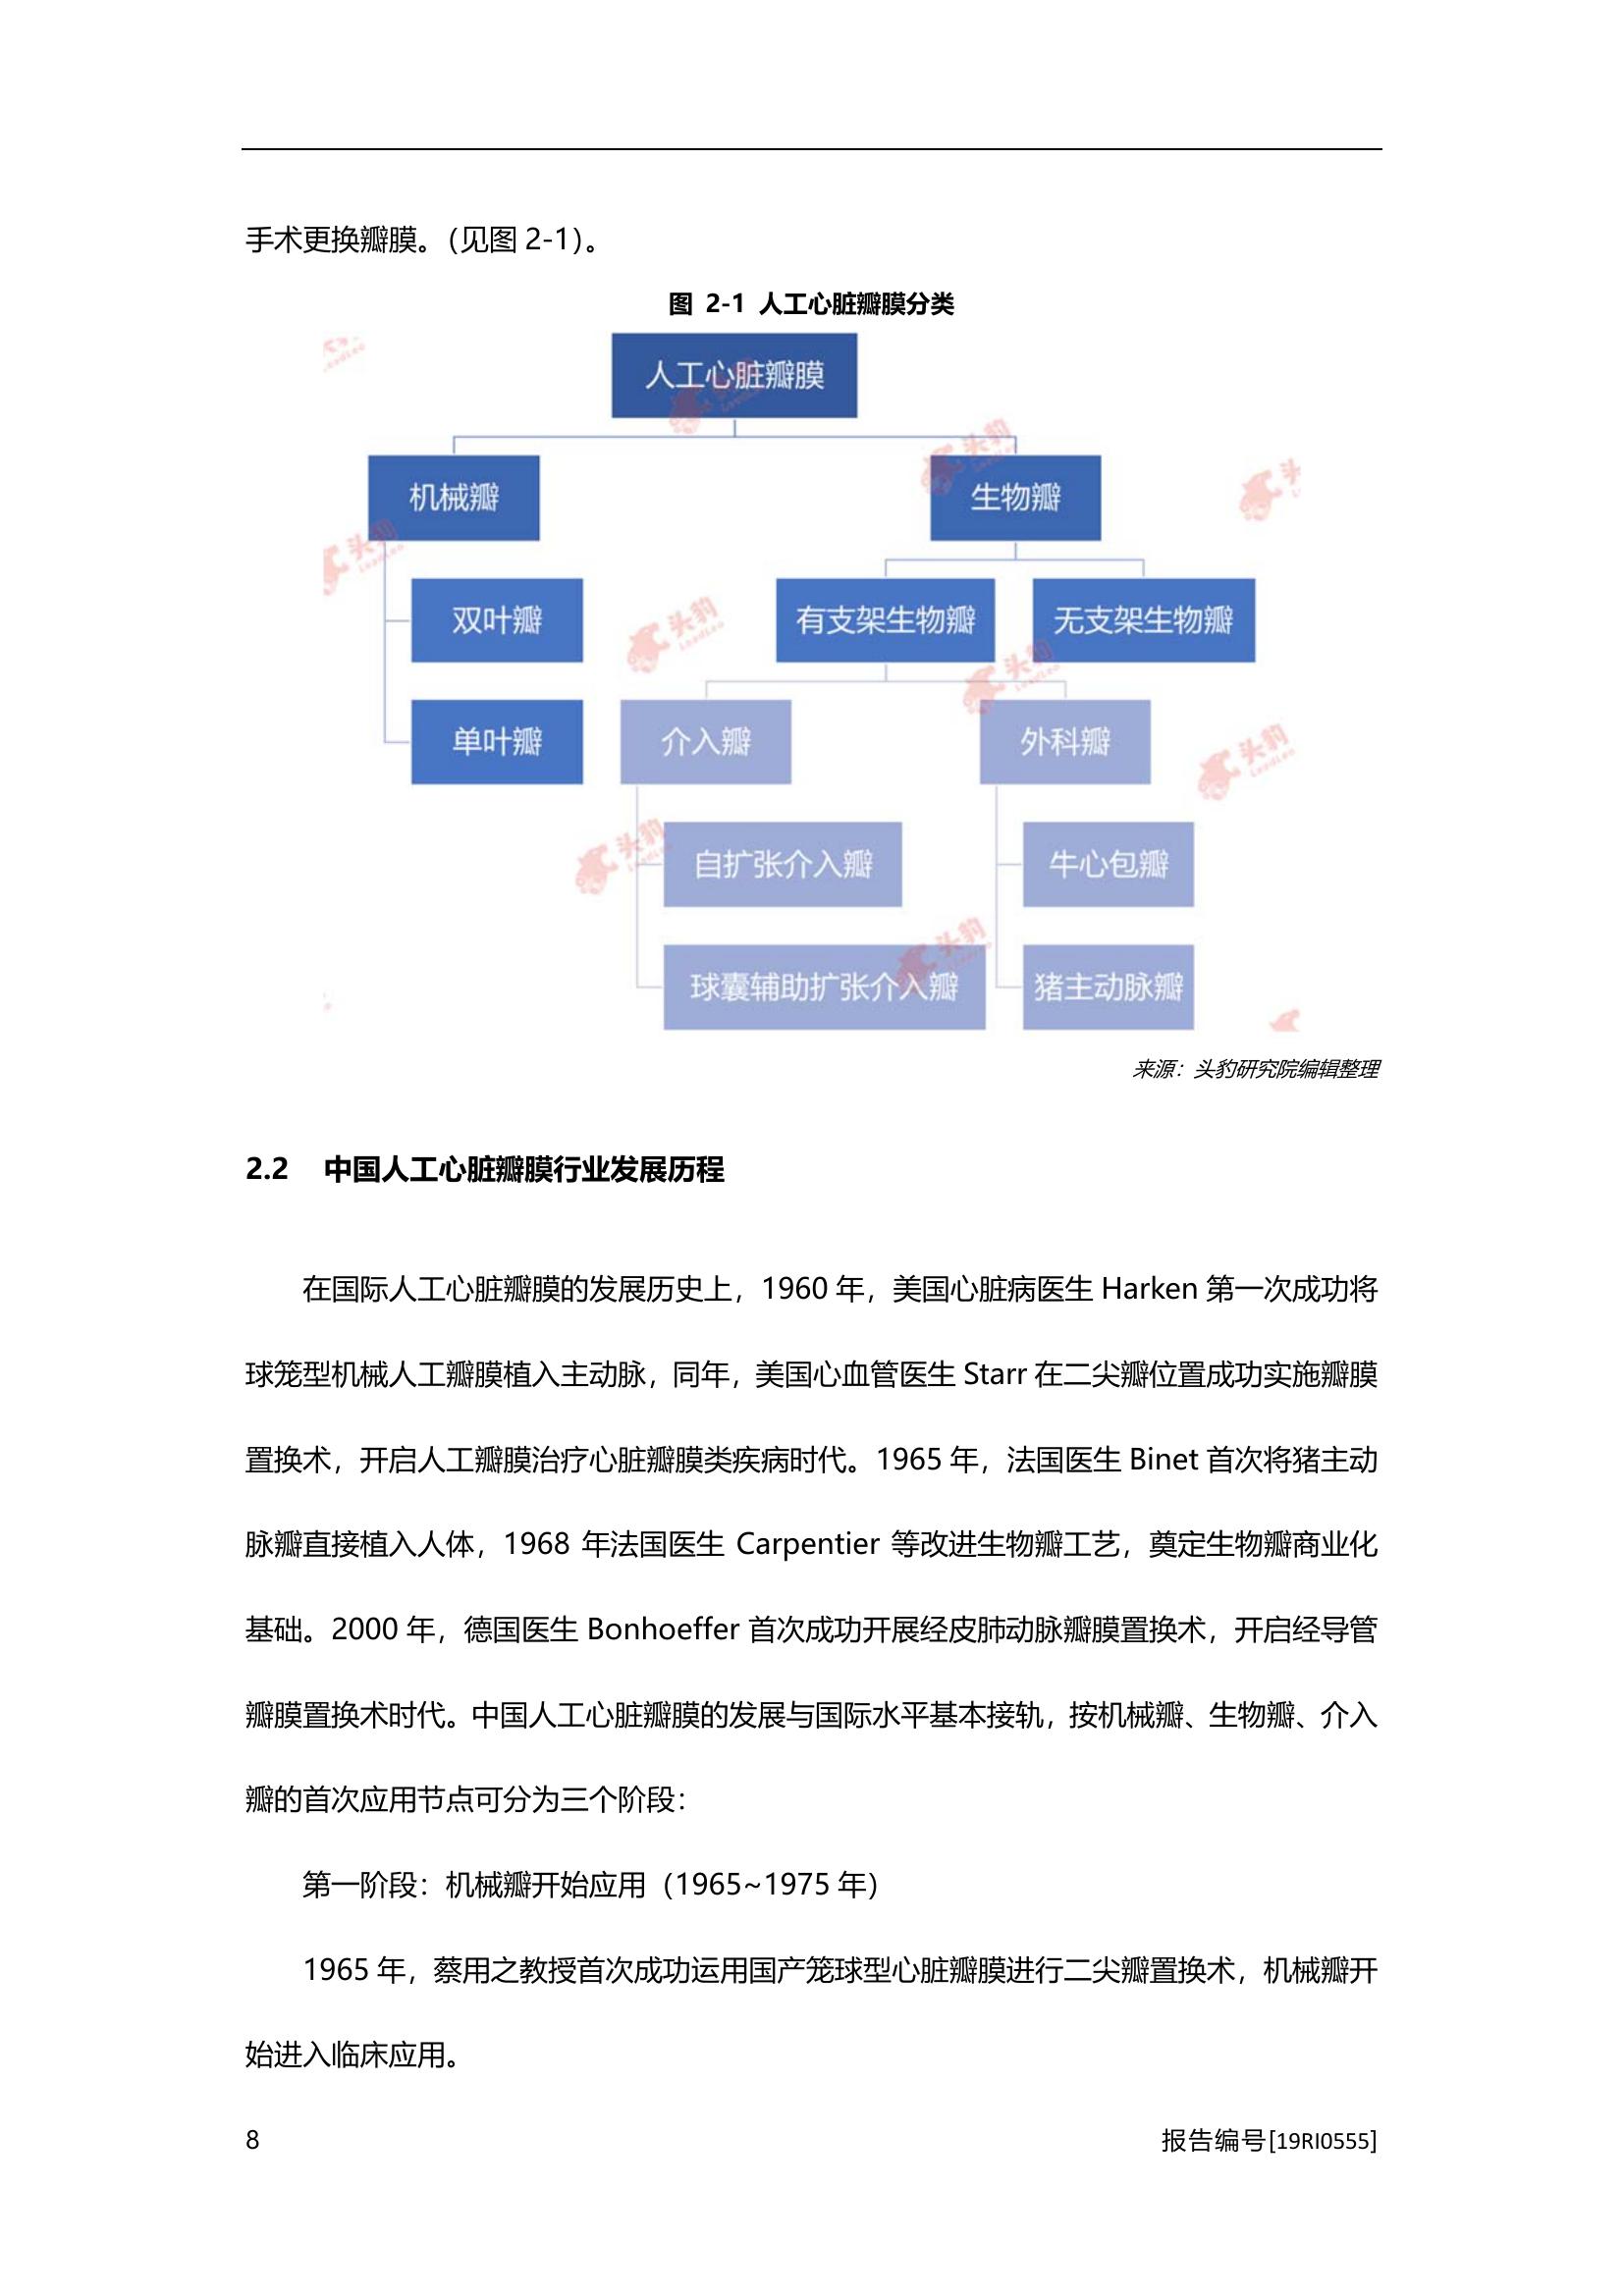 手术更换瓣膜。（见图 2-1）。
图 2-1 人工心脏瓣膜分类
人工心脏瓣膜
机械瓣
生物瓣
双叶瓣
有支架生物瓣
无支架生物瓣
单叶瓣
介入瓣
外科瓣
自扩张介入瓣
牛心包瓣
球囊辅助扩张介入瓣
猪主动脉瓣
头豹
LeadLeo
来源：头豹研究院编辑整理
2.2 中国人工心脏瓣膜行业发展历程
在国际人工心脏瓣膜的发展历史上，1960 年，美国心脏病医生 Harken 第一次成功将
球笼型机械人工瓣膜植入主动脉，同年，美国心血管医生 Starr 在二尖瓣位置成功实施瓣膜
置换术，开启人工瓣膜治疗心脏瓣膜类疾病时代。1965 年，法国医生 Binet 首次将猪主动
脉瓣直接植入人体，1968 年法国医生 Carpentier 等改进生物瓣工艺，奠定生物瓣商业化
基础。2000 年，德国医生 Bonhoeffer 首次成功开展经皮肺动脉瓣膜置换术，开启经导管
瓣膜置换术时代。中国人工心脏瓣膜的发展与国际水平基本接轨，按机械瓣、生物瓣、介入
瓣的首次应用节点可分为三个阶段：
第一阶段：机械瓣开始应用（1965~1975 年）
1965 年，蔡用之教授首次成功运用国产笼球型心脏瓣膜进行二尖瓣置换术，机械瓣开
始进入临床应用。
8
报告编号[19RI0555]